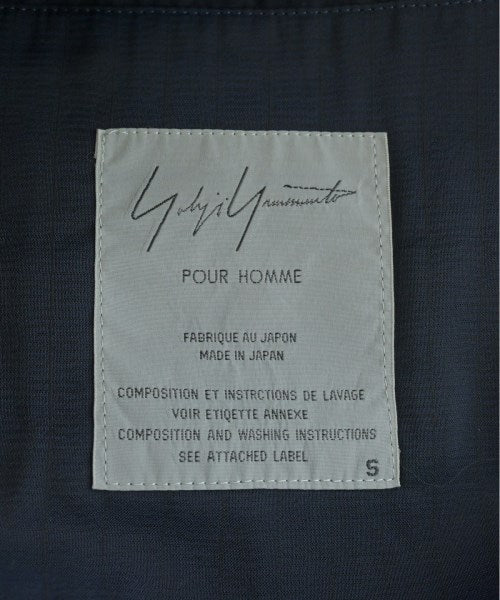 Yohji Yamamoto
POUR HOMME
FABRIQUE AU JAPON
MADE IN JAPAN
COMPOSITION ET INSTRCTIONS DE LAVAGE
VOIR ETIQETTE ANNEXE
COMPOSITION AND WASHING INSTRUCTIONS
SEE ATTACHED LABEL
S